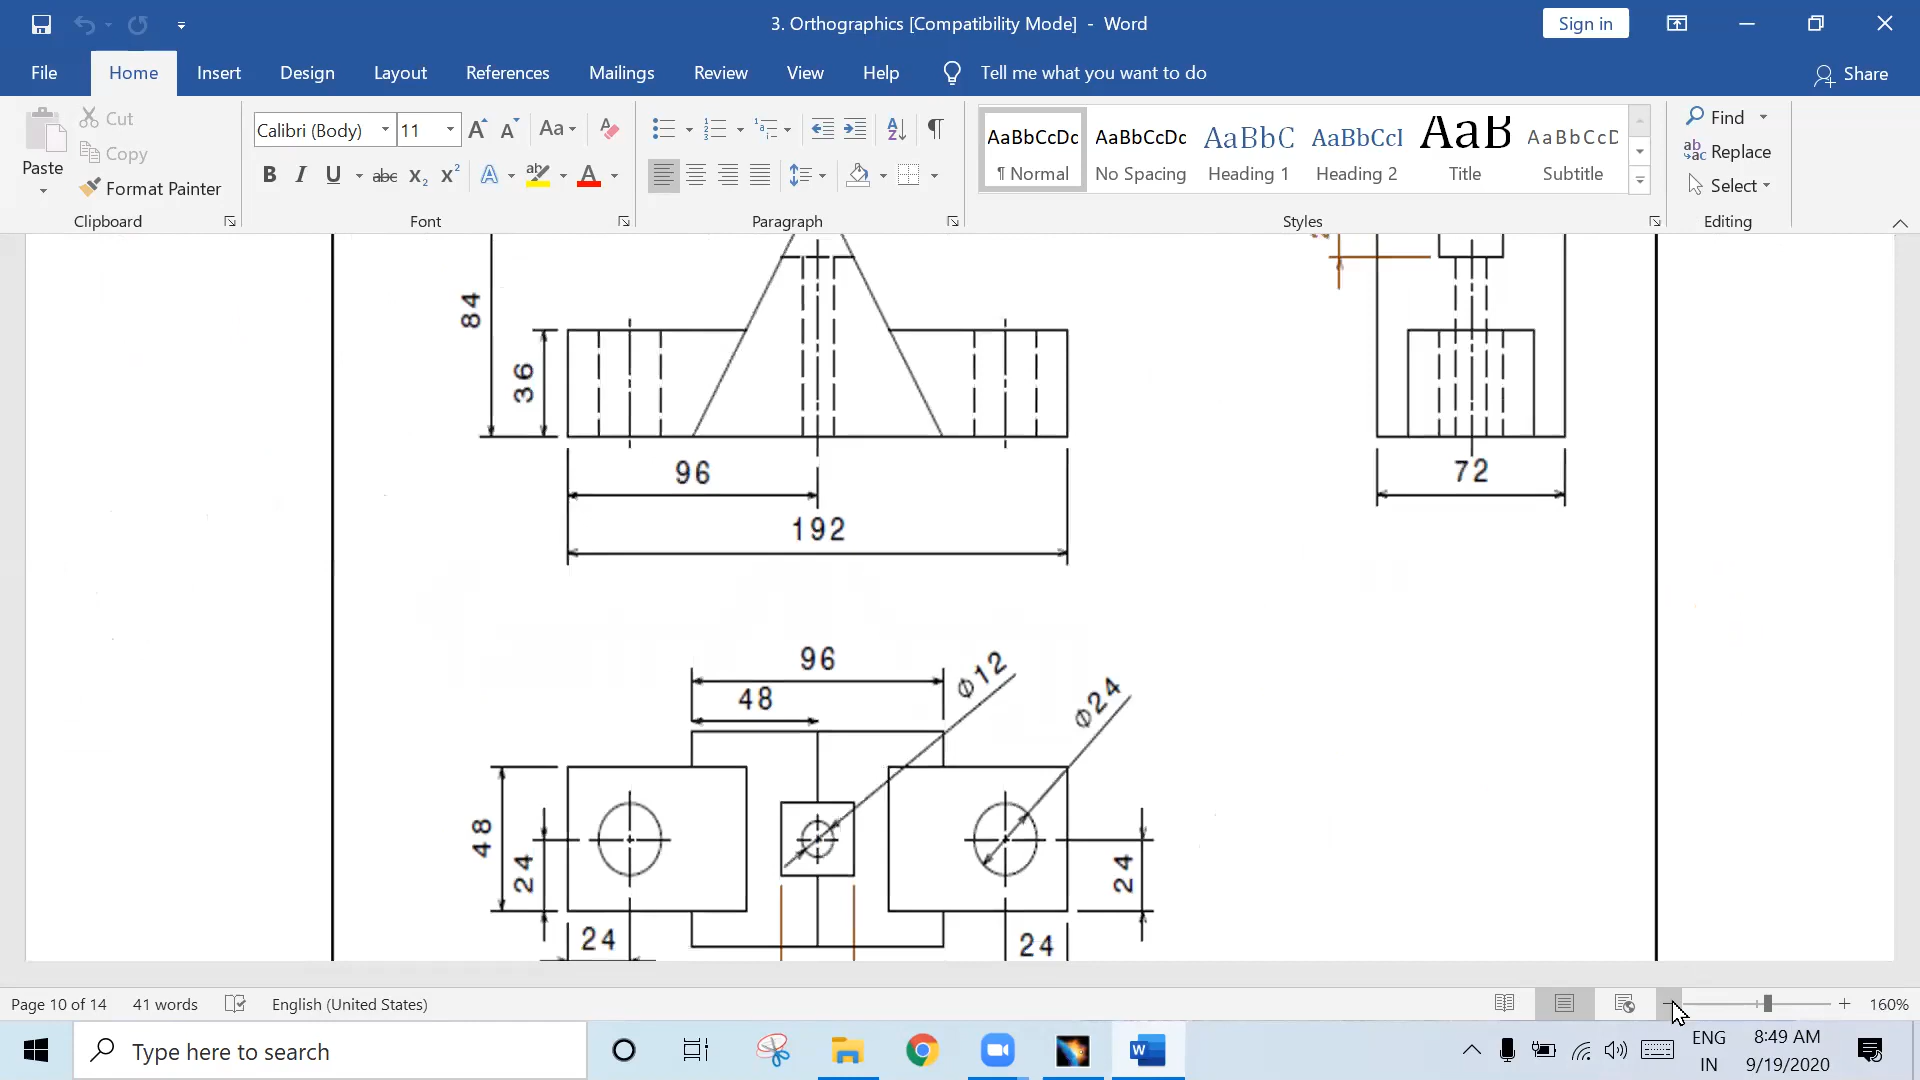 3. Orthographics [Compatibility Mode] - Word
Sign in
File Home Insert Design Layout References Mailings Review View Help Tell me what you want to do Share
Paste
Cut
Copy
Format Painter
Clipboard
Calibri (Body) 11
Font
Paragraph
AaBbCcDc
¶ Normal
AaBbCcDc
No Spacing
AaBbC
Heading 1
AaBbCcI
Heading 2
AaB
Title
AaBbCcD
Subtitle
Styles
Find
Replace
Select
Editing
84
36
96
192
72
96
48
Φ12
Φ24
48
24
24
24
24
Page 10 of 14 41 words English (United States) 160%
Type here to search
ENG
IN
8:49 AM
9/19/2020